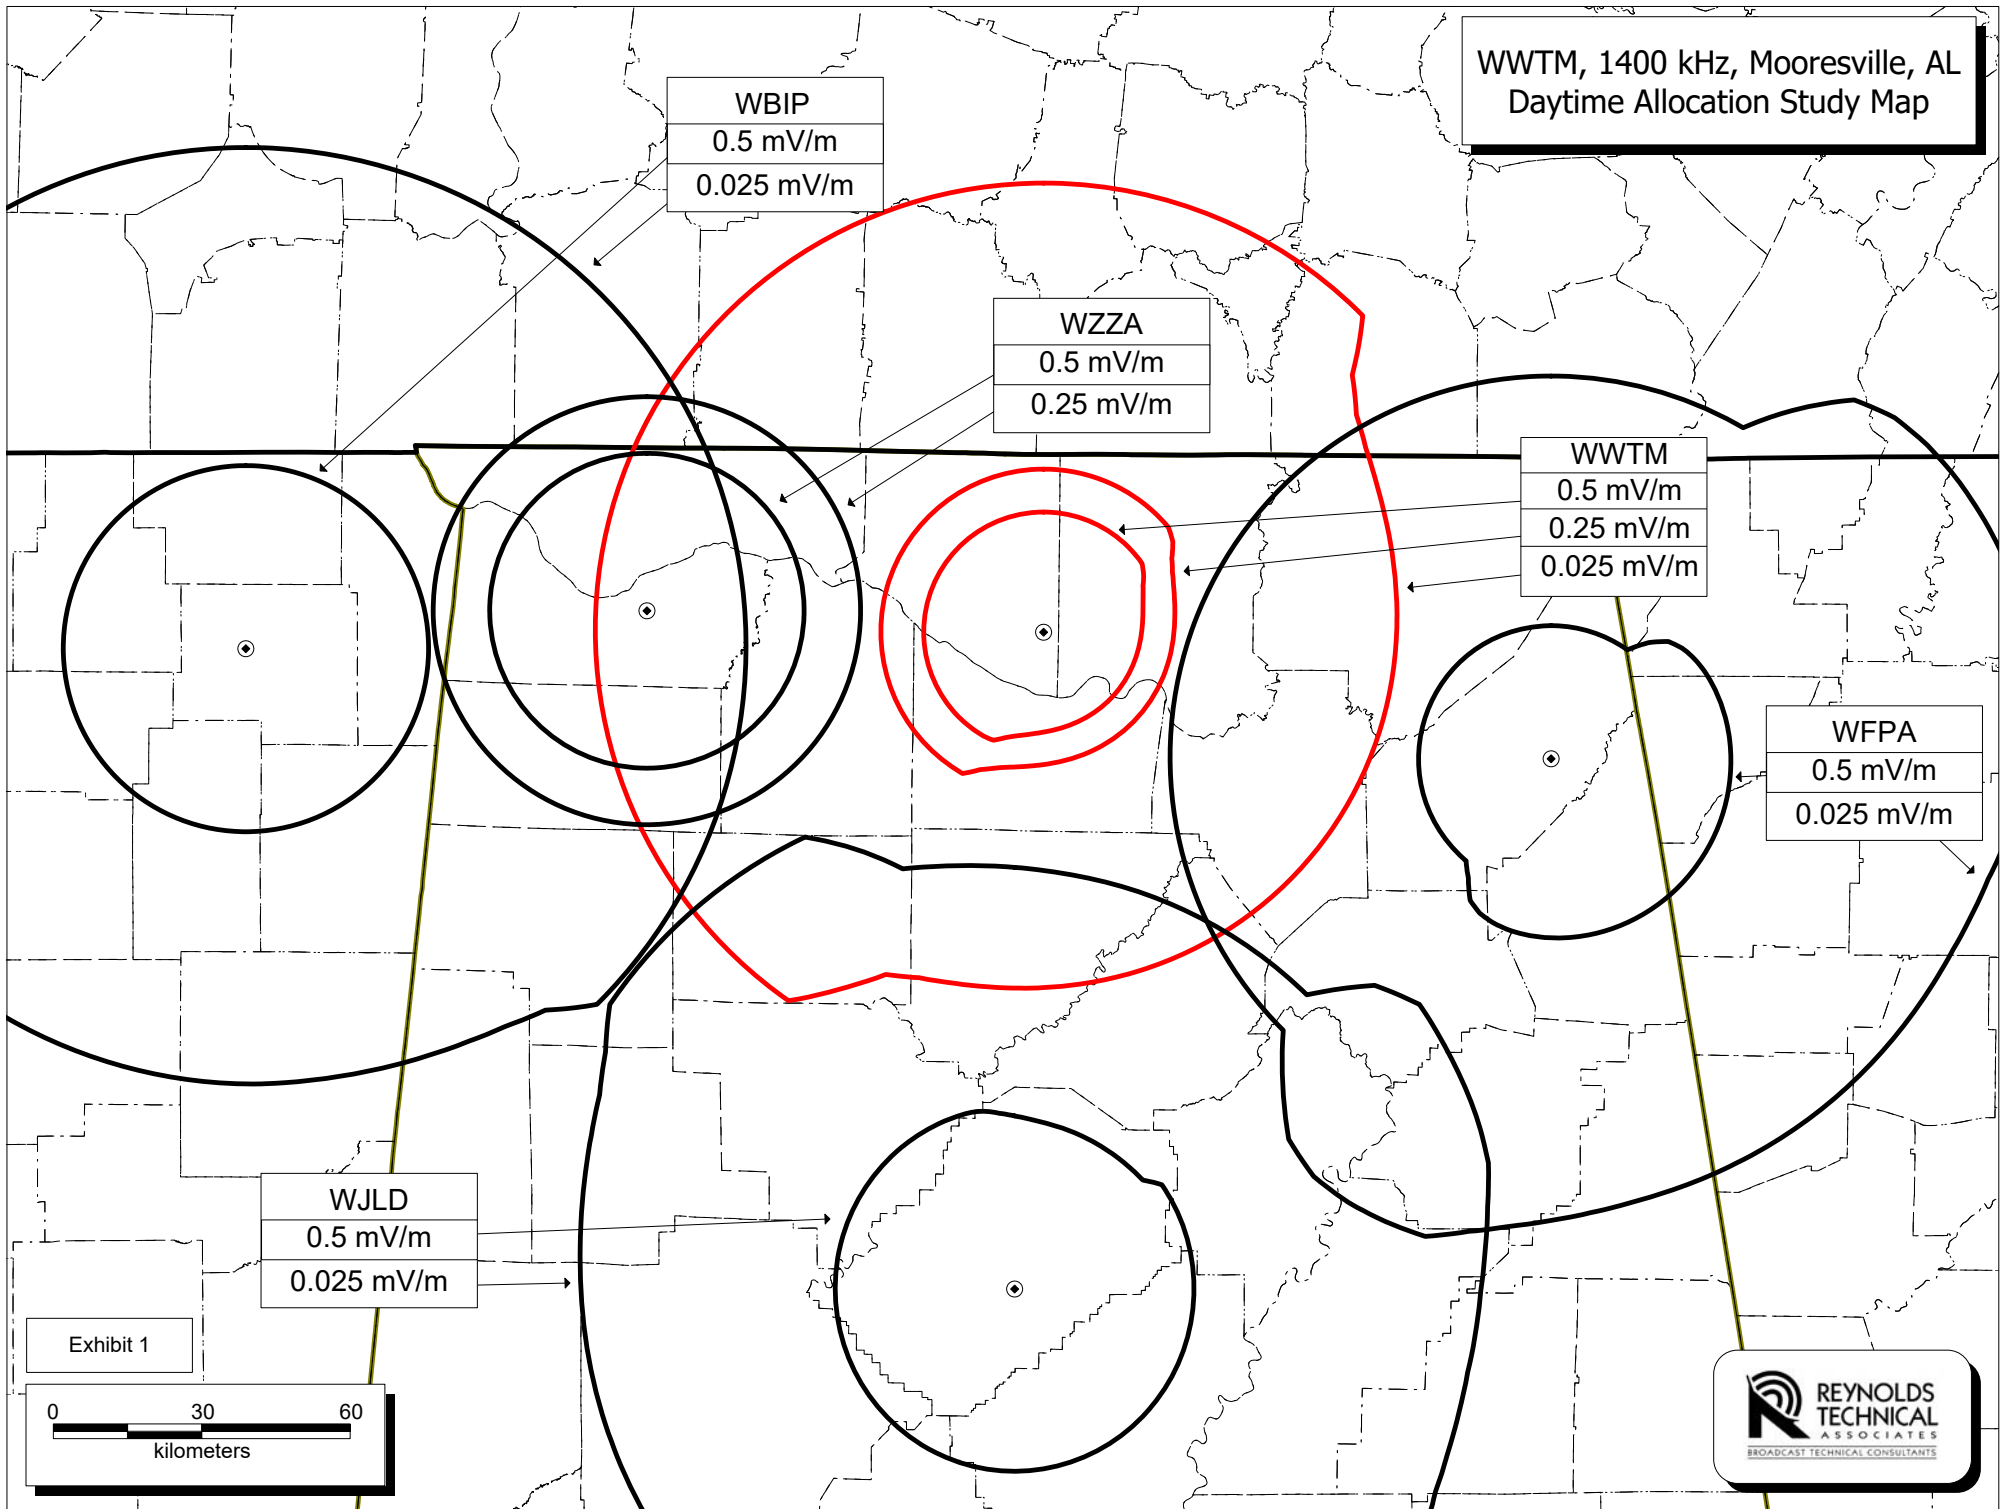 WWTM, 1400 kHz, Mooresville, AL
Daytime Allocation Study Map
WBIP
0.5 mV/m
0.025 mV/m
WZZA
0.5 mV/m
0.25 mV/m
WWTM
0.5 mV/m
0.25 mV/m
0.025 mV/m
WFPA
0.5 mV/m
0.025 mV/m
WJLD
0.5 mV/m
0.025 mV/m
Exhibit 1
0 30 60
kilometers
REYNOLDS
TECHNICAL
ASSOCIATES
BROADCAST TECHNICAL CONSULTANTS